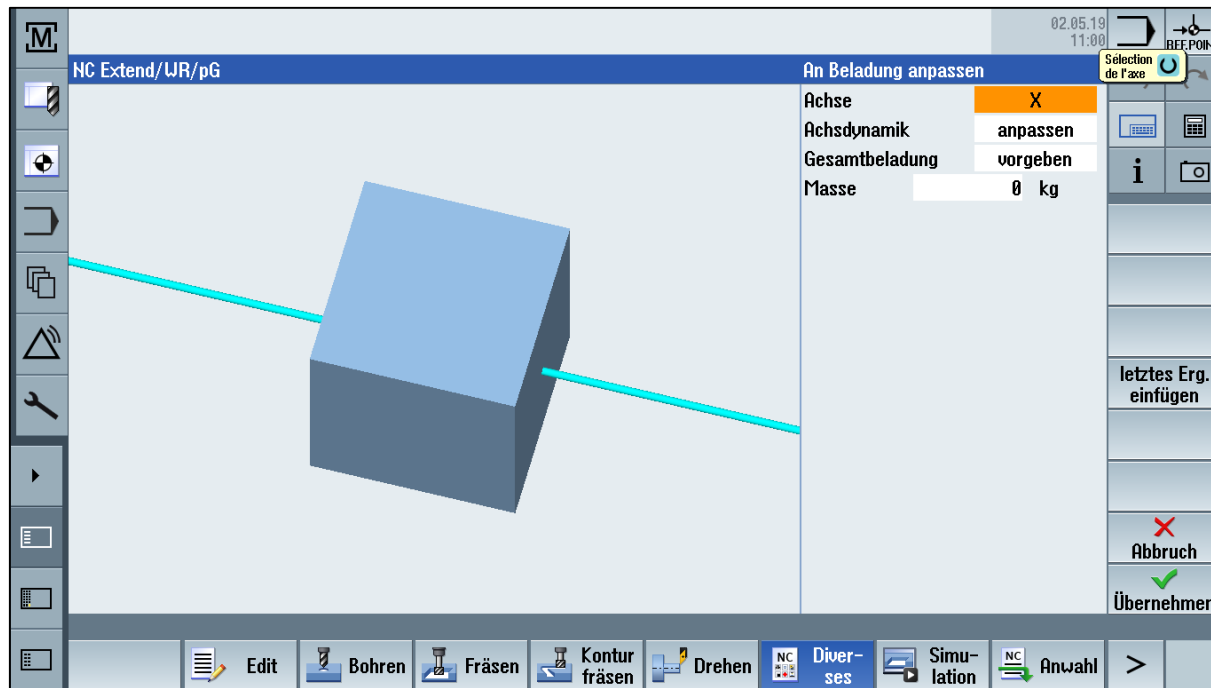 M
02.05.19
11:00
REF.POIN
Sélection
de l'axe
NC Extend/WR/pG
An Beladung anpassen
Achse X
Achsdynamik anpassen
Gesamtbeladung vorgeben
Masse 0 kg
i
letztes Erg.
einfügen
Abbruch
Übernehmen
Edit
Bohren
Fräsen
Kontur
fräsen
Drehen
NC
Diver-
ses
Simu-
lation
NC
Anwahl
>